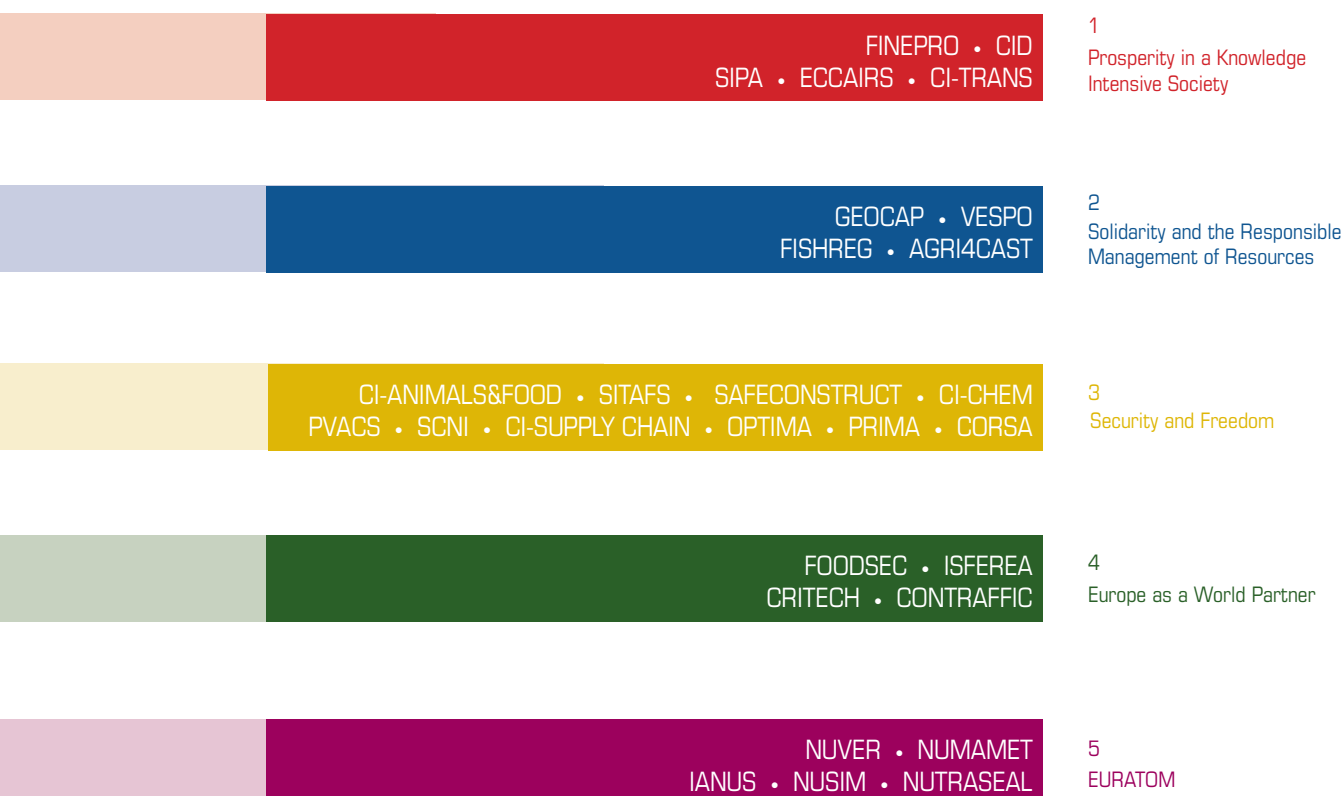 FINEPRO • CID
SIPA • ECCAIRS • CI-TRANS
1
Prosperity in a Knowledge
Intensive Society
GEOCAP • VESPO
FISHREG • AGRI4CAST
2
Solidarity and the Responsible
Management of Resources
CI-ANIMALS&FOOD • SITAFS • SAFECONSTRUCT • CI-CHEM
PVACS • SCNI • CI-SUPPLY CHAIN • OPTIMA • PRIMA • CORSA
3
Security and Freedom
FOODSEC • ISFEREA
CRITECH • CONTRAFFIC
4
Europe as a World Partner
NUVER • NUMAMET
IANUS • NUSIM • NUTRASEAL
5
EURATOM